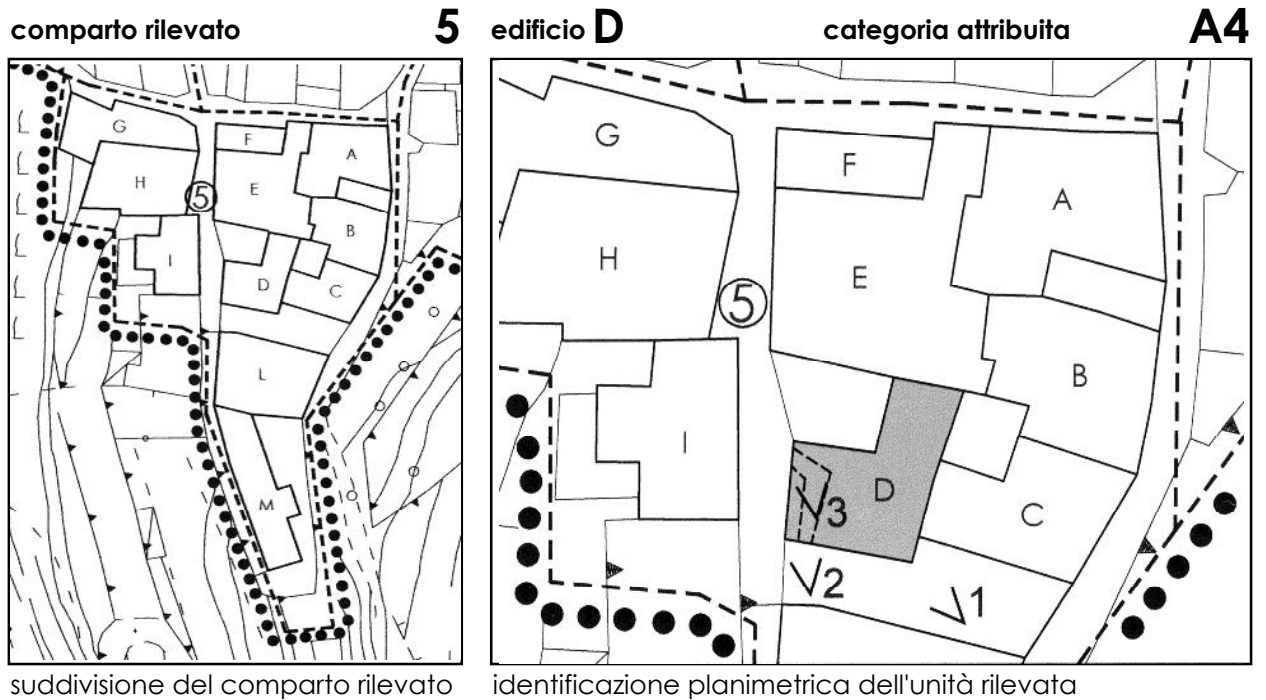 comparto rilevato 5
edificio D categoria attribuita A4
G
F
A
H
E
5
B
I
D
C
L
M
suddivisione del comparto rilevato
G
F
A
H
E
5
B
I
D
3
C
2
1
identificazione planimetrica dell'unità rilevata